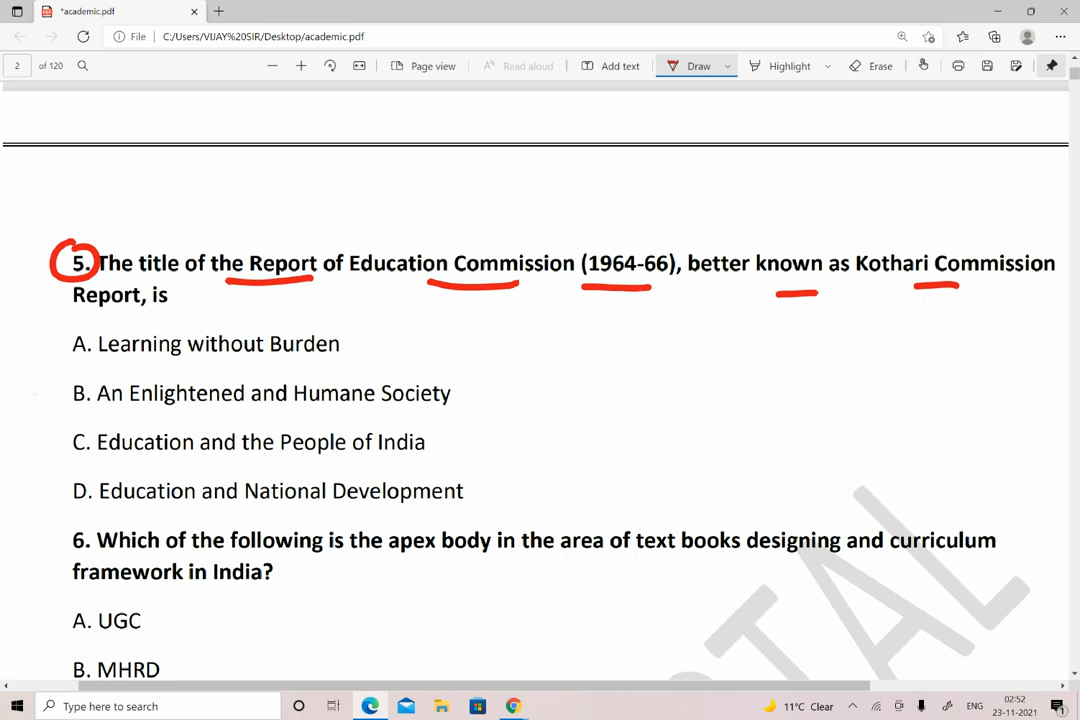 *academic.pdf
File C:/Users/VIJAY%20SIR/Desktop/academic.pdf
2 of 120 Page view Read aloud Add text Draw Highlight Erase
5. The title of the Report of Education Commission (1964-66), better known as Kothari Commission
Report, is
A. Learning without Burden
B. An Enlightened and Humane Society
C. Education and the People of India
D. Education and National Development
6. Which of the following is the apex body in the area of text books designing and curriculum
framework in India?
A. UGC
B. MHRD
TAL
Type here to search 11°C Clear ENG 02:52
23-11-2021 1